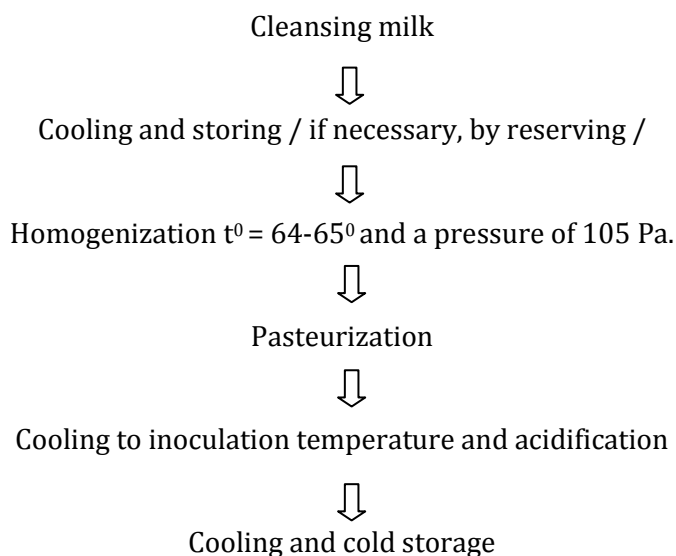 Cleansing milk
Cooling and storing / if necessary, by reserving /
Homogenization t⁰ = 64-65⁰ and a pressure of 105 Pa.
Pasteurization
Cooling to inoculation temperature and acidification
Cooling and cold storage